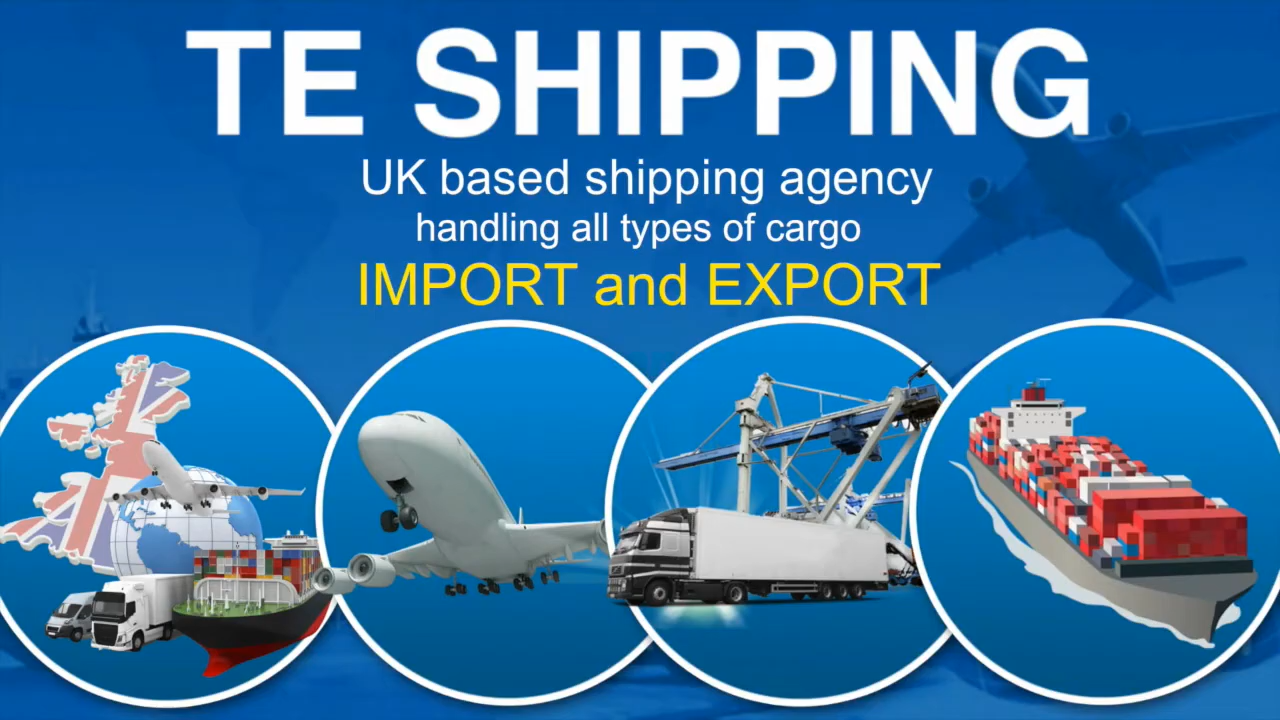 TE SHIPPING
UK based shipping agency
handling all types of cargo
IMPORT and EXPORT